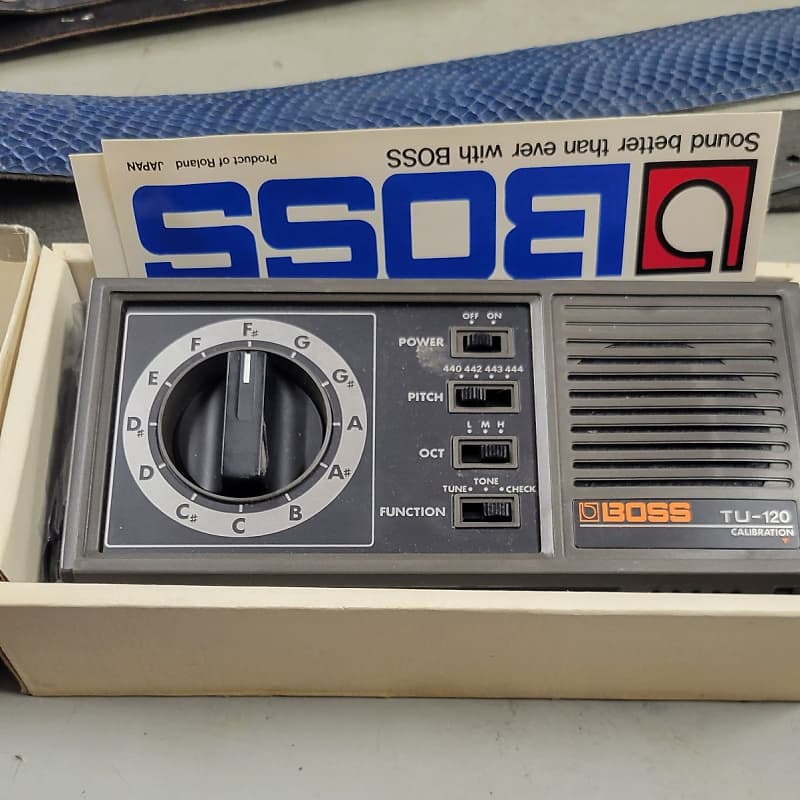 Sound better than ever with BOSS
Product of Roland JAPAN
BOSS
F♯
F
G
E
G♯
D♯
A
D
A♯
C♯
B
C
OFF ON
POWER
440 442 443 444
PITCH
L M H
OCT
TONE
TUNE CHECK
FUNCTION
BOSS TU-120
CALIBRATION